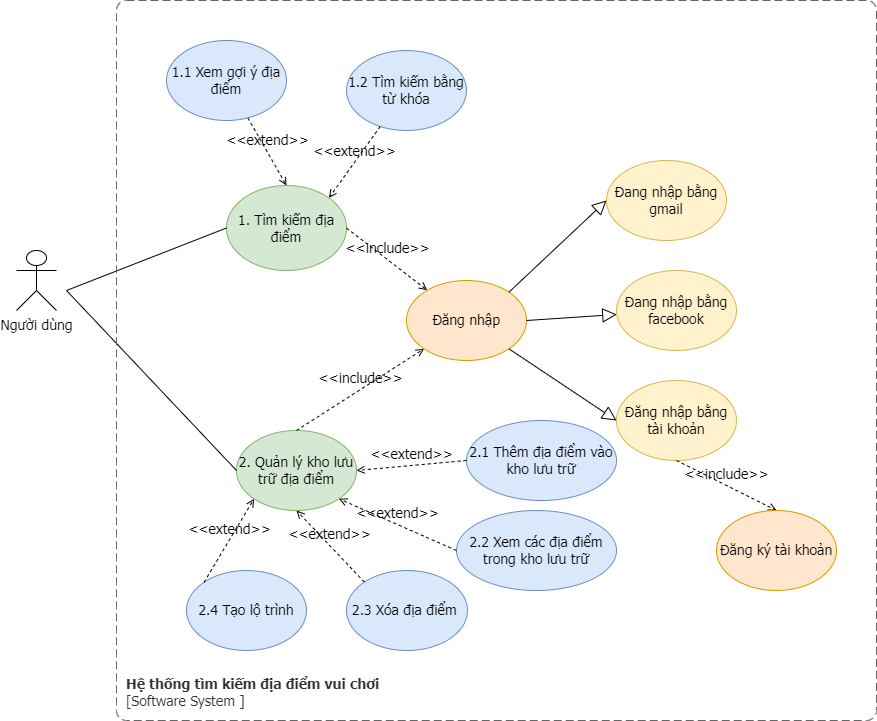 1.1 Xem gợi ý địa
điểm
1.2 Tìm kiếm bằng
từ khóa
<<extend>>
<<extend>>
Đang nhập bằng
gmail
1. Tìm kiếm địa
điểm
<<include>>
Đang nhập bằng
facebook
Người dùng
Đăng nhập
<<include>>
Đăng nhập bằng
tài khoản
2. Quản lý kho lưu
trữ địa điểm
<<extend>>
2.1 Thêm địa điểm vào
kho lưu trữ
<<include>>
<<extend>>
<<extend>>
<<extend>>
2.2 Xem các địa điểm
trong kho lưu trữ
Đăng ký tài khoản
2.4 Tạo lộ trình
2.3 Xóa địa điểm
Hệ thống tìm kiếm địa điểm vui chơi
[Software System ]